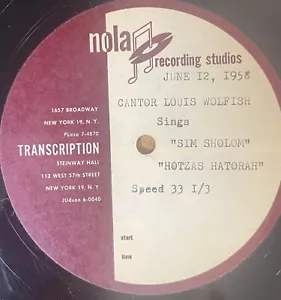 nola
recording studios
JUNE 12, 1958
CANTOR LOUIS WOLFISH
Sings
"SIM SHOLOM"
"HOTZAS HATORAH"
Speed 33 1/3
1657 BROADWAY
NEW YORK 19, N. Y.
PLaza 7-4870
TRANSCRIPTION
STEINWAY HALL
112 WEST 57th STREET
NEW YORK 19, N. Y
JUdson 6-0040
start
time